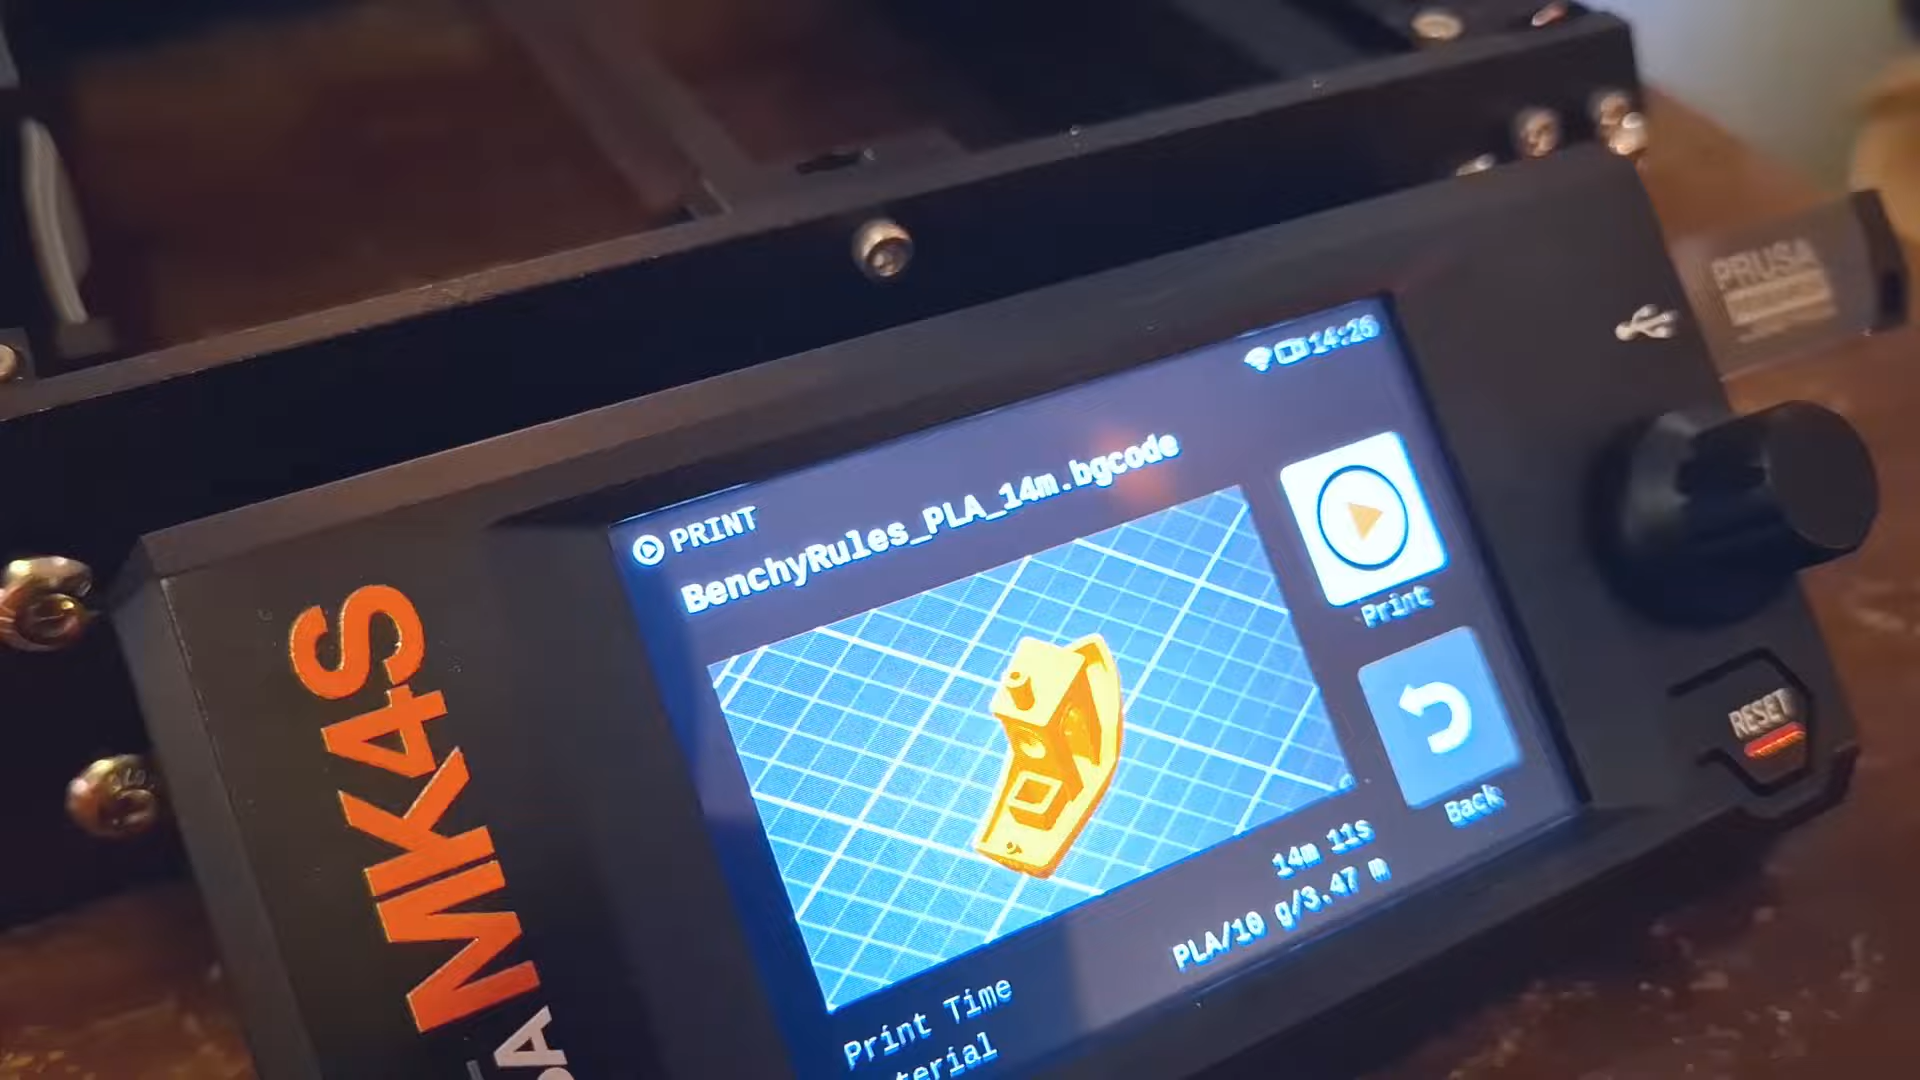 14:26
PRINT
BenchyRules_PLA_14m.bgcode
Print
Back
Print Time
14m 11s
PLA/10 g/3.47 m
MK4S
PRUSA
RESET